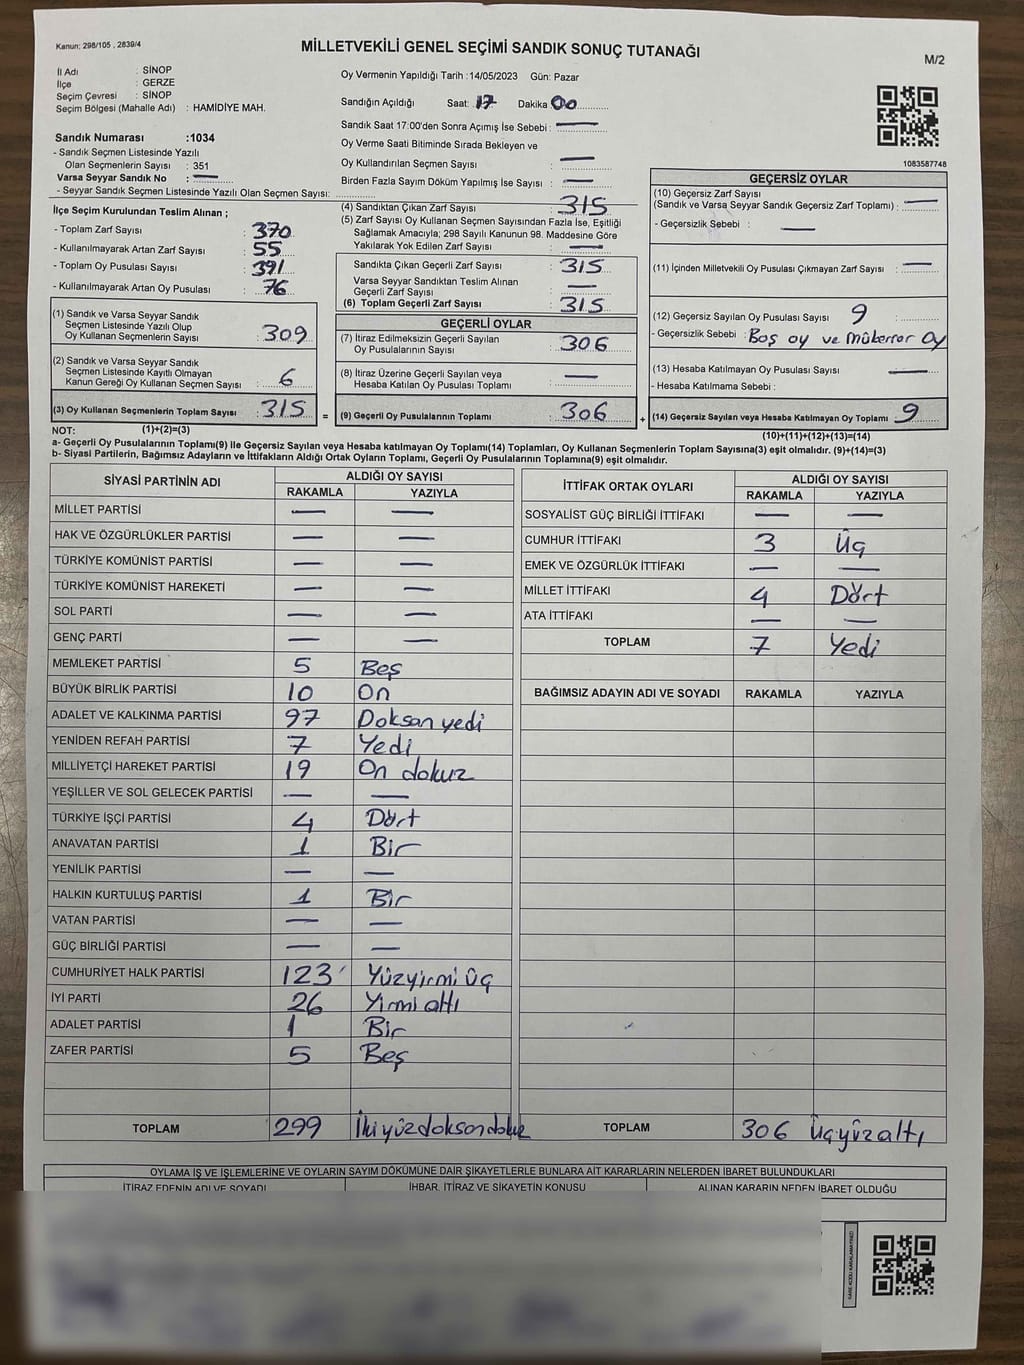 Kanun; 298/105 , 2839/4
MİLLETVEKİLİ GENEL SEÇİMİ SANDIK SONUÇ TUTANAĞI
M/2
İl Adı : SİNOP
İlçe : GERZE
Seçim Çevresi : SİNOP
Seçim Bölgesi (Mahalle Adı) : HAMİDİYE MAH.
Oy Vermenin Yapıldığı Tarih :14/05/2023 Gün: Pazar
Sandığın Açıldığı Saat: 17 Dakika 00
Sandık Saat 17:00'den Sonra Açımış İse Sebebi : —
Oy Verme Saati Bitiminde Sırada Bekleyen ve
Oy Kullandırılan Seçmen Sayısı : —
Birden Fazla Sayım Döküm Yapılmış İse Sayısı : —
1083587748
Sandık Numarası :1034
- Sandık Seçmen Listesinde Yazılı
Olan Seçmenlerin Sayısı : 351
Varsa Seyyar Sandık No : —
- Seyyar Sandık Seçmen Listesinde Yazılı Olan Seçmen Sayısı:
İlçe Seçim Kurulundan Teslim Alınan ;
- Toplam Zarf Sayısı : 370
- Kullanılmayarak Artan Zarf Sayısı : 55
- Toplam Oy Pusulası Sayısı : 391
- Kullanılmayarak Artan Oy Pusulası : 76
(1) Sandık ve Varsa Seyyar Sandık
Seçmen Listesinde Yazılı Olup
Oy Kullanan Seçmenlerin Sayısı : 309
(2) Sandık ve Varsa Seyyar Sandık
Seçmen Listesinde Kayıtlı Olmayan
Kanun Gereği Oy Kullanan Seçmen Sayısı : 6
(3) Oy Kullanan Seçmenlerin Toplam Sayısı : 315 =
(4) Sandıktan Çıkan Zarf Sayısı : 315
(5) Zarf Sayısı Oy Kullanan Seçmen Sayısından Fazla İse, Eşitliği
Sağlamak Amacıyla; 298 Sayılı Kanunun 98. Maddesine Göre
Yakılarak Yok Edilen Zarf Sayısı : —
Sandıkta Çıkan Geçerli Zarf Sayısı : 315
Varsa Seyyar Sandıktan Teslim Alınan
Geçerli Zarf Sayısı : —
(6) Toplam Geçerli Zarf Sayısı : 315
GEÇERLİ OYLAR
(7) İtiraz Edilmeksizin Geçerli Sayılan
Oy Pusulalarının Sayısı : 306
(8) İtiraz Üzerine Geçerli Sayılan veya
Hesaba Katılan Oy Pusulası Toplamı : —
(9) Geçerli Oy Pusulalarının Toplamı : 306 +
GEÇERSİZ OYLAR
(10) Geçersiz Zarf Sayısı
(Sandık ve Varsa Seyyar Sandık Geçersiz Zarf Toplamı) : —
- Geçersizlik Sebebi : —
(11) İçinden Milletvekili Oy Pusulası Çıkmayan Zarf Sayısı : —
(12) Geçersiz Sayılan Oy Pusulası Sayısı : 9
- Geçersizlik Sebebi : Boş oy ve mükerrer oy
(13) Hesaba Katılmayan Oy Pusulası Sayısı : —
- Hesaba Katılmama Sebebi :
(14) Geçersiz Sayılan veya Hesaba Katılmayan Oy Toplamı : 9
NOT: (1)+(2)=(3) (10)+(11)+(12)+(13)=(14)
a- Geçerli Oy Pusulalarının Toplamı(9) ile Geçersiz Sayılan veya Hesaba katılmayan Oy Toplamı(14) Toplamları, Oy Kullanan Seçmenlerin Toplam Sayısına(3) eşit olmalıdır. (9)+(14)=(3)
b- Siyasi Partilerin, Bağımsız Adayların ve İttifakların Aldığı Ortak Oyların Toplamı, Geçerli Oy Pusulalarının Toplamına(9) eşit olmalıdır.
SİYASİ PARTİNİN ADI ALDIĞI OY SAYISI
RAKAMLA YAZIYLA
MİLLET PARTİSİ — —
HAK VE ÖZGÜRLÜKLER PARTİSİ — —
TÜRKİYE KOMÜNİST PARTİSİ — —
TÜRKİYE KOMÜNİST HAREKETİ — —
SOL PARTİ — —
GENÇ PARTİ — —
MEMLEKET PARTİSİ 5 Beş
BÜYÜK BİRLİK PARTİSİ 10 On
ADALET VE KALKINMA PARTİSİ 97 Doksan yedi
YENİDEN REFAH PARTİSİ 7 Yedi
MİLLİYETÇİ HAREKET PARTİSİ 19 On dokuz
YEŞİLLER VE SOL GELECEK PARTİSİ — —
TÜRKİYE İŞÇİ PARTİSİ 4 Dört
ANAVATAN PARTİSİ 1 Bir
YENİLİK PARTİSİ — —
HALKIN KURTULUŞ PARTİSİ 1 Bir
VATAN PARTİSİ — —
GÜÇ BİRLİĞİ PARTİSİ — —
CUMHURİYET HALK PARTİSİ 123 Yüzyirmi üç
İYİ PARTİ 26 Yirmi altı
ADALET PARTİSİ 1 Bir
ZAFER PARTİSİ 5 Beş
TOPLAM 299 İkiyüzdoksandokuz
İTTİFAK ORTAK OYLARI ALDIĞI OY SAYISI
RAKAMLA YAZIYLA
SOSYALİST GÜÇ BİRLİĞİ İTTİFAKI — —
CUMHUR İTTİFAKI 3 Üç
EMEK VE ÖZGÜRLÜK İTTİFAKI — —
MİLLET İTTİFAKI 4 Dört
ATA İTTİFAKI — —
TOPLAM 7 Yedi
BAĞIMSIZ ADAYIN ADI VE SOYADI RAKAMLA YAZIYLA
TOPLAM 306 Üçyüzaltı
OYLAMA İŞ VE İŞLEMLERİNE VE OYLARIN SAYIM DÖKÜMÜNE DAİR ŞİKAYETLERLE BUNLARA AİT KARARLARIN NELERDEN İBARET BULUNDUKLARI
İTİRAZ EDENİN ADI VE SOYADI İHBAR, İTİRAZ VE ŞİKAYETİN KONUSU ALINAN KARARIN NEDEN İBARET OLDUĞU